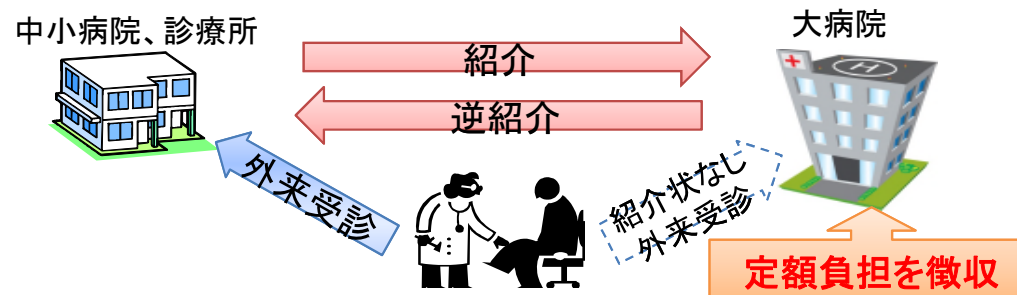 中小病院、診療所
大病院
紹介
逆紹介
外来受診
紹介状なし
外来受診
定額負担を徴収
H